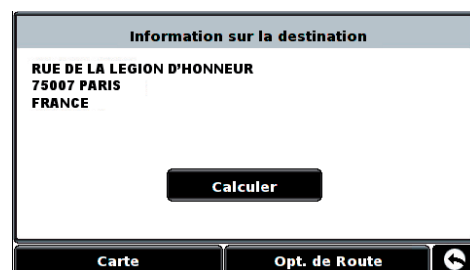 Information sur la destination
RUE DE LA LEGION D'HONNEUR
75007 PARIS
FRANCE
Calculer
Carte
Opt. de Route